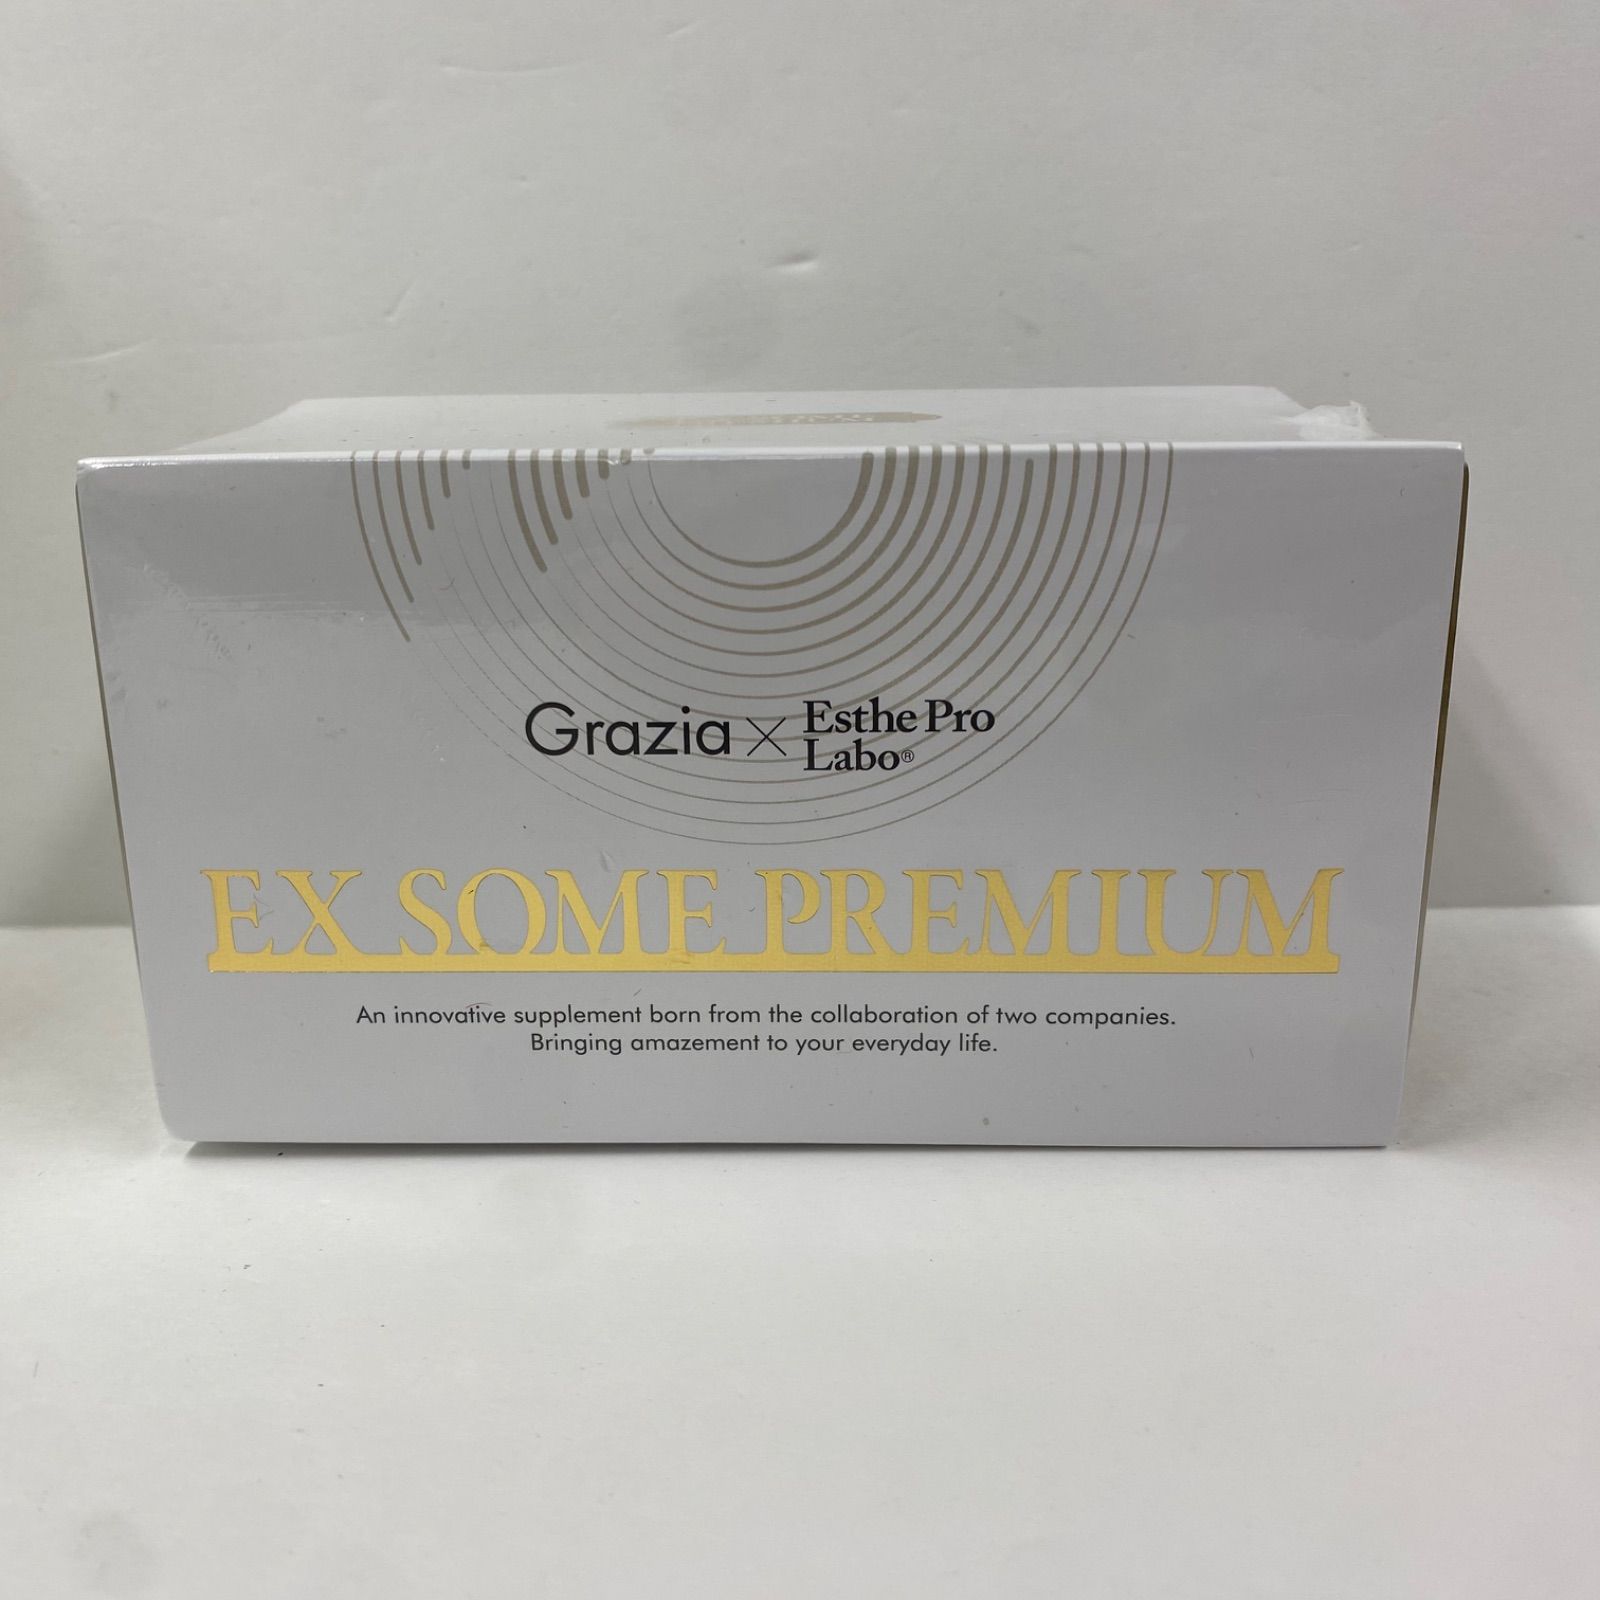 Grazia × Esthe Pro Labo®
EX SOME PREMIUM
An innovative supplement born from the collaboration of two companies.
Bringing amazement to your everyday life.